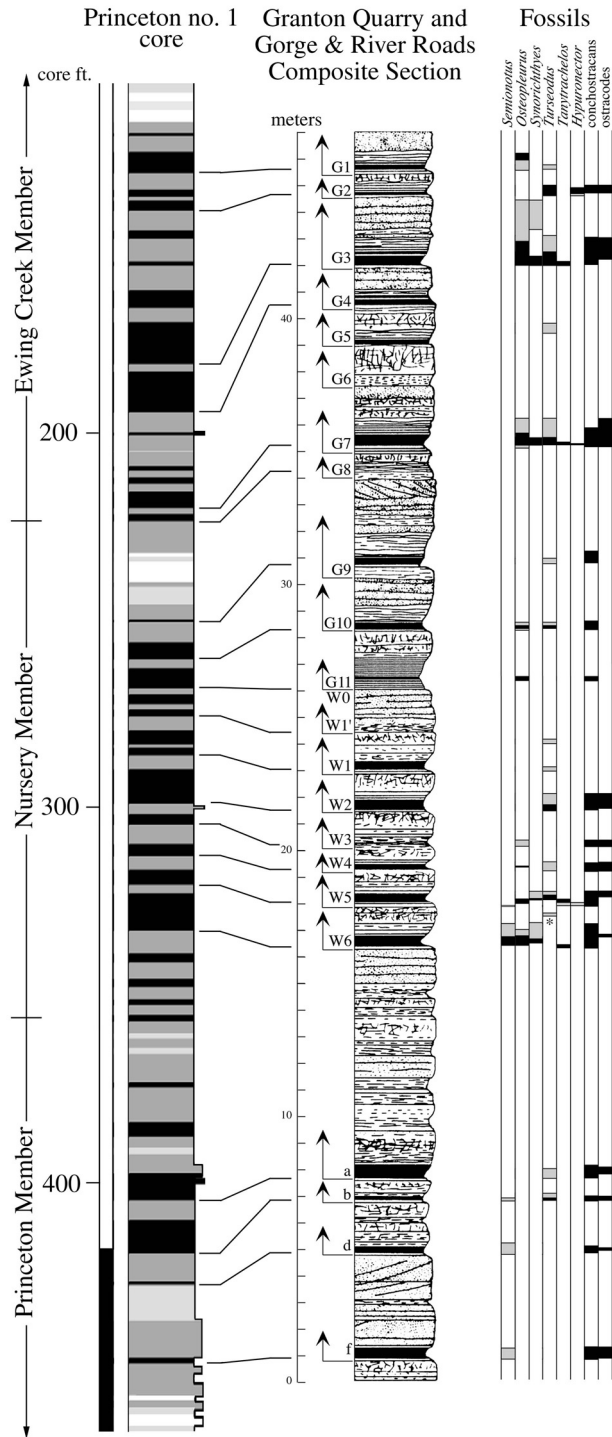 Princeton no. 1
core
Granton Quarry and
Gorge & River Roads
Composite Section
Fossils
core ft.
meters
Semionotus
Osteopleurus
Synorichthyes
Turseodus
Tanytrachelos
Hypuronector
conchostracans
ostracodes
Ewing Creek Member
Nursery Member
Princeton Member
200
300
400
G1
G2
G3
G4
40
G5
G6
G7
G8
G9
30
G10
G11
W0
W1'
W1
W2
W3
20
W4
W5
W6
*
10
a
b
d
f
0